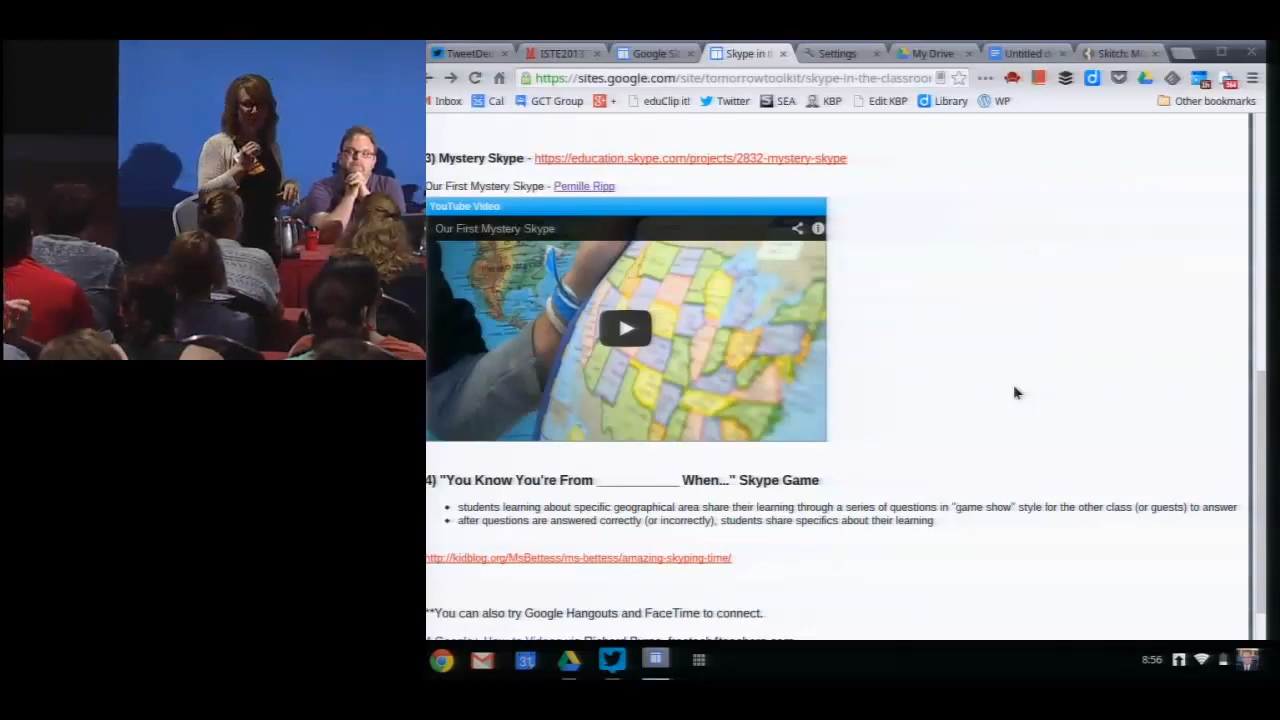 TweetDe
ISTE2013
Google Sit
Skype in t
Settings
My Drive -
Untitled d
Skitch: M
https://sites.google.com/site/tomorrowtoolkit/skype-in-the-classroo
Inbox
Cal
GCT Group
+
eduClip it!
Twitter
SEA
KBP
Edit KBP
Library
WP
Other bookmarks
3) Mystery Skype - https://education.skype.com/projects/2832-mystery-skype
Our First Mystery Skype - Pernille Ripp
YouTube Video
Our First Mystery Skype
4) "You Know You're From ___________ When..." Skype Game
• students learning about specific geographical area share their learning through a series of questions in "game show" style for the other class (or guests) to answer
• after questions are answered correctly (or incorrectly), students share specifics about their learning
http://kidblog.org/MsBettess/ms-bettess/amazing-skyping-time/
**You can also try Google Hangouts and FaceTime to connect.
31
8:56